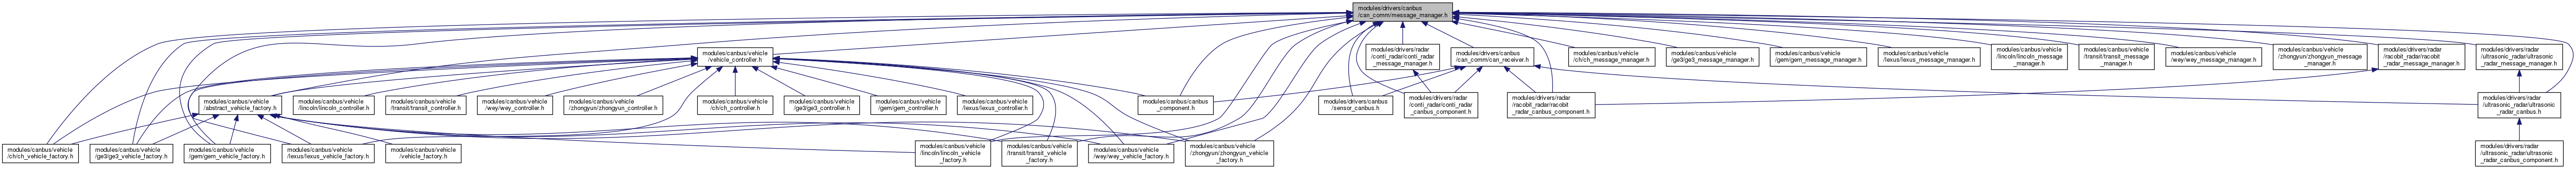 modules/drivers/canbus
/can_comm/message_manager.h
modules/canbus/vehicle
/vehicle_controller.h
modules/drivers/radar
/conti_radar/conti_radar
_message_manager.h
modules/drivers/canbus
/can_comm/can_receiver.h
modules/canbus/vehicle
/ch/ch_message_manager.h
modules/canbus/vehicle
/ge3/ge3_message_manager.h
modules/canbus/vehicle
/gem/gem_message_manager.h
modules/canbus/vehicle
/lexus/lexus_message_manager.h
modules/canbus/vehicle
/lincoln/lincoln_message
_manager.h
modules/canbus/vehicle
/transit/transit_message
_manager.h
modules/canbus/vehicle
/wey/wey_message_manager.h
modules/canbus/vehicle
/zhongyun/zhongyun_message
_manager.h
modules/drivers/radar
/racobit_radar/racobit
_radar_message_manager.h
modules/drivers/radar
/ultrasonic_radar/ultrasonic
_radar_message_manager.h
modules/canbus/vehicle
/abstract_vehicle_factory.h
modules/canbus/vehicle
/lincoln/lincoln_controller.h
modules/canbus/vehicle
/transit/transit_controller.h
modules/canbus/vehicle
/wey/wey_controller.h
modules/canbus/vehicle
/zhongyun/zhongyun_controller.h
modules/canbus/vehicle
/ch/ch_controller.h
modules/canbus/vehicle
/ge3/ge3_controller.h
modules/canbus/vehicle
/gem/gem_controller.h
modules/canbus/vehicle
/lexus/lexus_controller.h
modules/canbus/canbus
_component.h
modules/drivers/canbus
/sensor_canbus.h
modules/drivers/radar
/conti_radar/conti_radar
_canbus_component.h
modules/drivers/radar
/racobit_radar/racobit
_radar_canbus_component.h
modules/drivers/radar
/ultrasonic_radar/ultrasonic
_radar_canbus.h
modules/canbus/vehicle
/ch/ch_vehicle_factory.h
modules/canbus/vehicle
/ge3/ge3_vehicle_factory.h
modules/canbus/vehicle
/gem/gem_vehicle_factory.h
modules/canbus/vehicle
/lexus/lexus_vehicle_factory.h
modules/canbus/vehicle
/vehicle_factory.h
modules/canbus/vehicle
/lincoln/lincoln_vehicle
_factory.h
modules/canbus/vehicle
/transit/transit_vehicle
_factory.h
modules/canbus/vehicle
/wey/wey_vehicle_factory.h
modules/canbus/vehicle
/zhongyun/zhongyun_vehicle
_factory.h
modules/drivers/radar
/ultrasonic_radar/ultrasonic
_radar_canbus_component.h